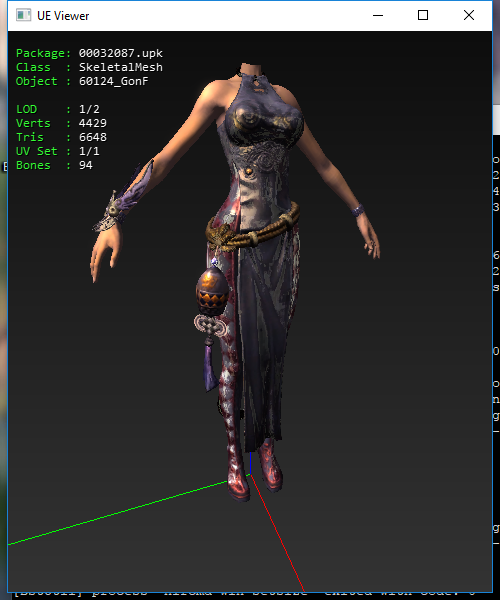 UE Viewer
Package: 00032087.upk
Class : SkeletalMesh
Object : 60124_GonF
LOD : 1/2
Verts : 4429
Tris : 6648
UV Set : 1/1
Bones : 94